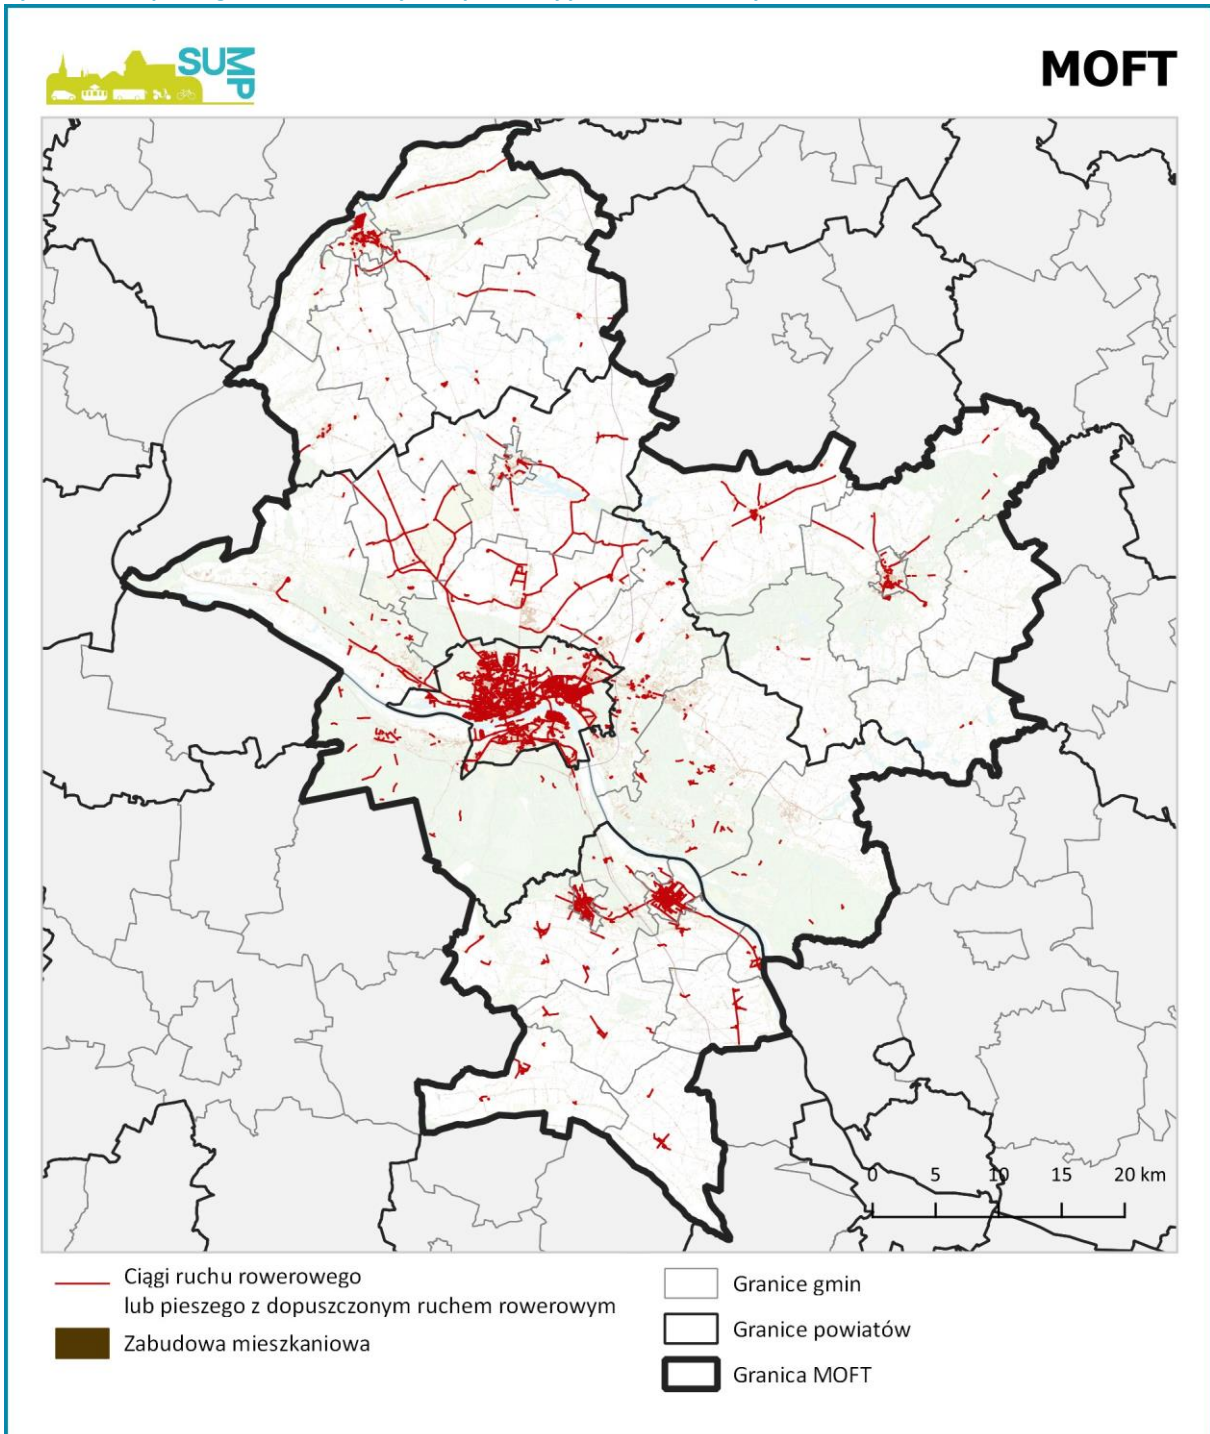 SUMP
MOFT
0 5 10 15 20 km
Ciągi ruchu rowerowego
lub pieszego z dopuszczonym ruchem rowerowym
Zabudowa mieszkaniowa
Granice gmin
Granice powiatów
Granica MOFT